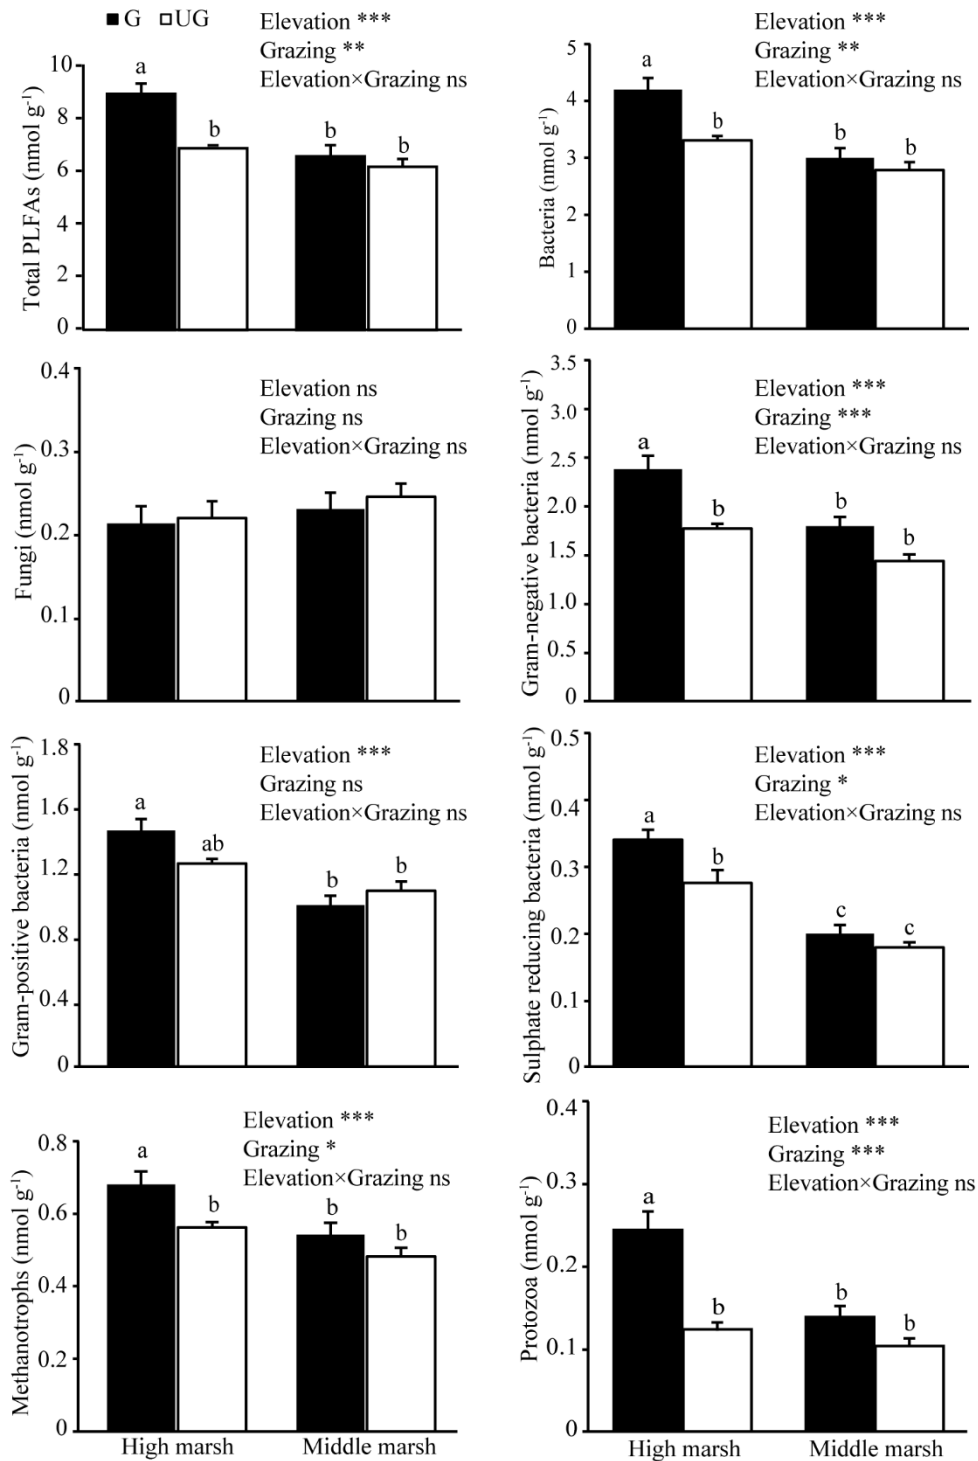 G UG
Elevation ***
Grazing **
Elevation×Grazing ns
Total PLFAs (nmol g⁻¹)
10
8
6
4
2
0
a
b
b
b
Elevation ***
Grazing **
Elevation×Grazing ns
Bacteria (nmol g⁻¹)
5
4
3
2
1
0
a
b
b
b
Elevation ns
Grazing ns
Elevation×Grazing ns
Fungi (nmol g⁻¹)
0.4
0.3
0.2
0.1
0
Elevation ***
Grazing ***
Elevation×Grazing ns
Gram-negative bacteria (nmol g⁻¹)
3.5
3.0
2.5
2.0
1.5
1.0
0.5
0
a
b
b
b
Elevation ***
Grazing ns
Elevation×Grazing ns
Gram-positive bacteria (nmol g⁻¹)
1.8
1.6
1.2
0.8
0.4
0
a
ab
b
b
Elevation ***
Grazing *
Elevation×Grazing ns
Sulphate reducing bacteria (nmol g⁻¹)
0.5
0.4
0.3
0.2
0.1
0
a
b
c
c
Elevation ***
Grazing *
Elevation×Grazing ns
Methanotrophs (nmol g⁻¹)
0.8
0.6
0.4
0.2
0
a
b
b
b
High marsh Middle marsh
Elevation ***
Grazing ***
Elevation×Grazing ns
Protozoa (nmol g⁻¹)
0.4
0.3
0.2
0.1
0
a
b
b
b
High marsh Middle marsh